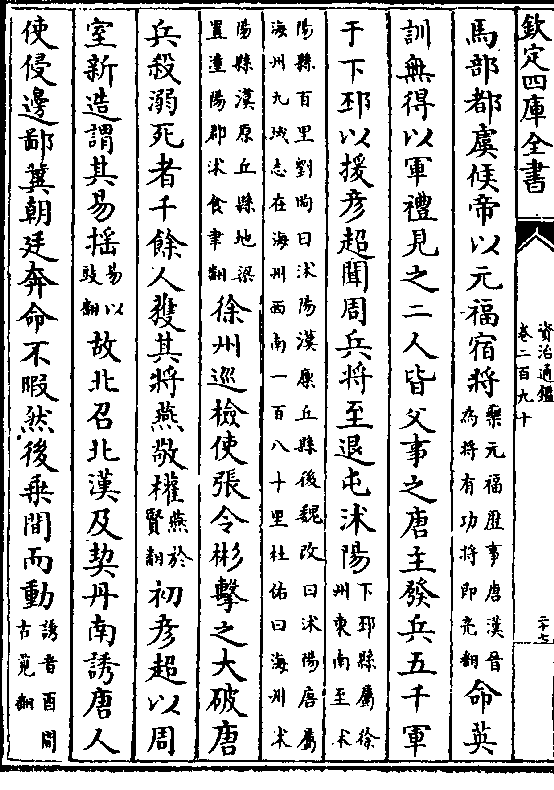 欽定四庫全書
資治通鑑
卷二百九十
二十七
馬部都虞候帝以元福宿將藥元福歷事唐漢晉為將有功將即亮翻命英
訓無得以軍禮見之二人皆父事之唐主發兵五千軍
于下邳以援彥超聞周兵將至退屯沭陽下邳縣屬徐州東南至沭
陽縣百里劉昫曰沭陽漢厚丘縣後魏改曰沭陽唐屬海州九域志在海州西南一百八十里杜佑曰海州沭
陽縣漢厚丘縣地梁置潼陽郡沭食聿翻徐州巡檢使張令彬擊之大破唐
兵殺溺死者千餘人獲其將燕敬權燕於賢翻初彥超以周
室新造謂其易揺易以豉翻故北召北漢及契丹南誘唐人
使侵邊鄙冀朝廷奔命不暇然後乗間而動誘音酉間古莧翻